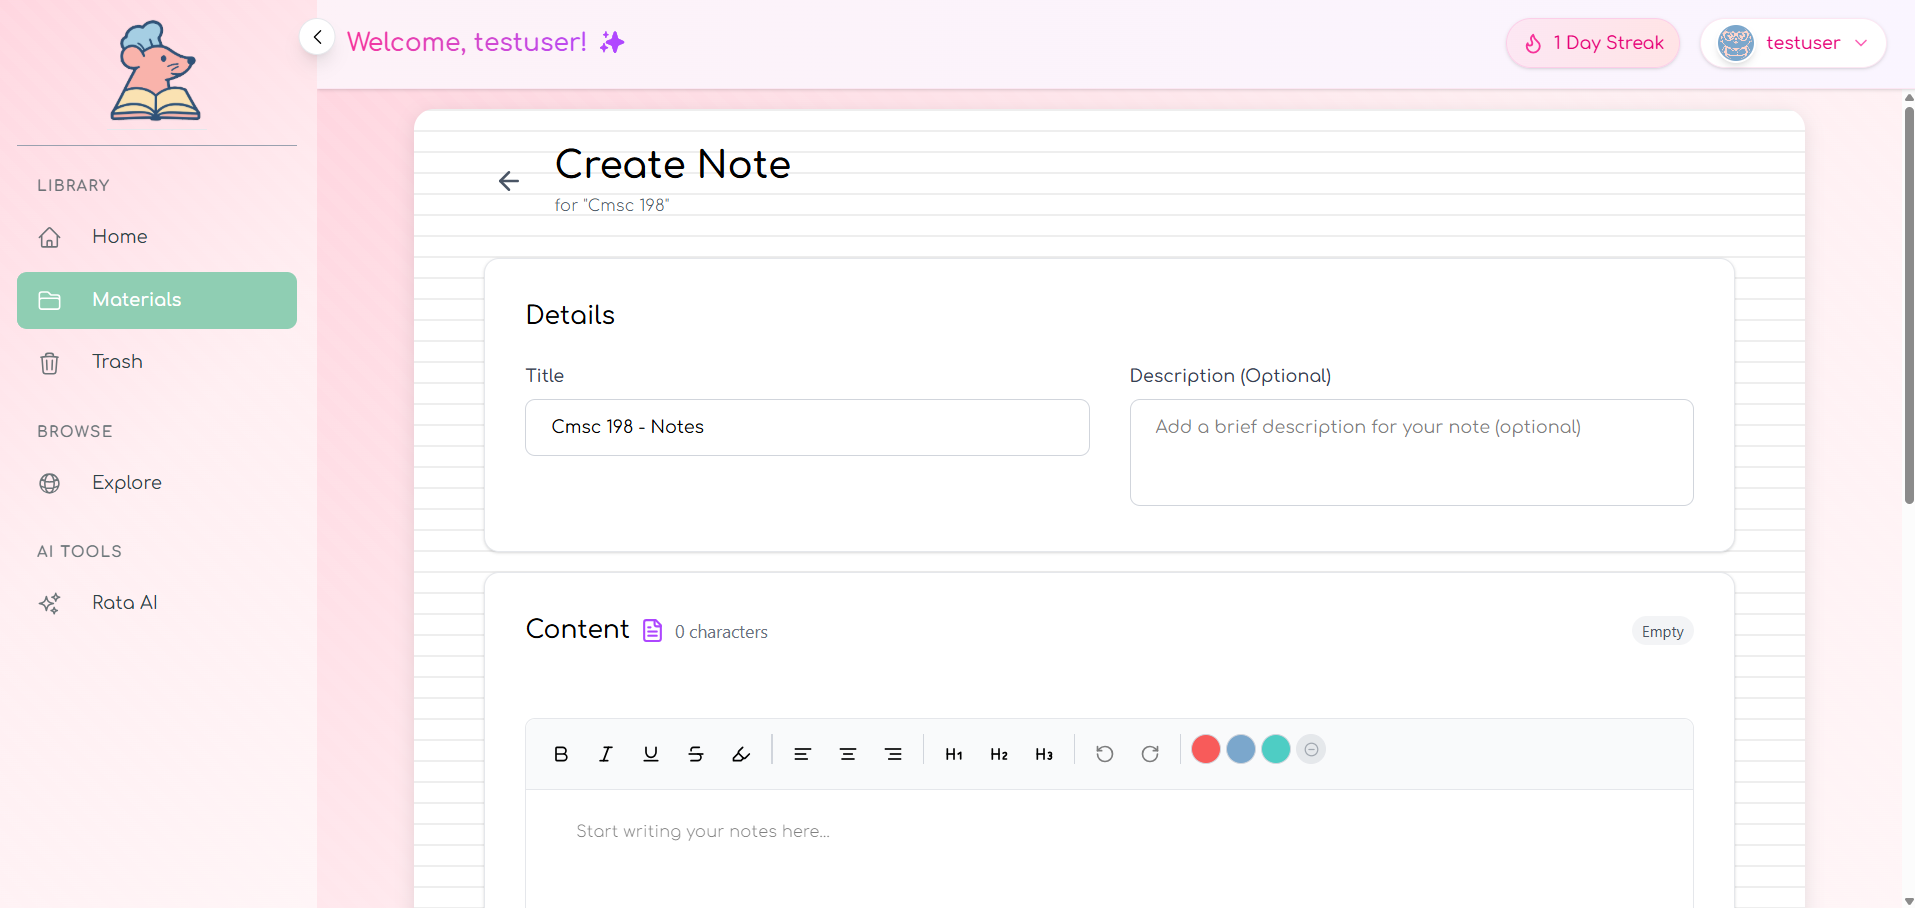 Welcome, testuser!
1 Day Streak
testuser
LIBRARY
Home
Materials
Trash
BROWSE
Explore
AI TOOLS
Rata AI
Create Note
for "Cmsc 198"
Details
Title
Cmsc 198 - Notes
Description (Optional)
Add a brief description for your note (optional)
Content
0 characters
Empty
B I U S H1 H2 H3
Start writing your notes here...